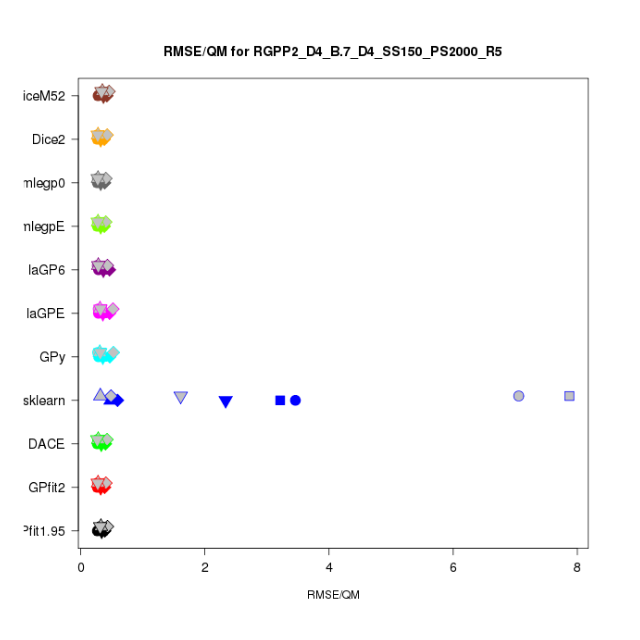 RMSE/QM for RGPP2_D4_B.7_D4_SS150_PS2000_R5
iceM52
Dice2
mlegp0
mlegpE
laGP6
laGPE
GPy
sklearn
DACE
GPfit2
Pfit1.95
0 2 4 6 8
RMSE/QM